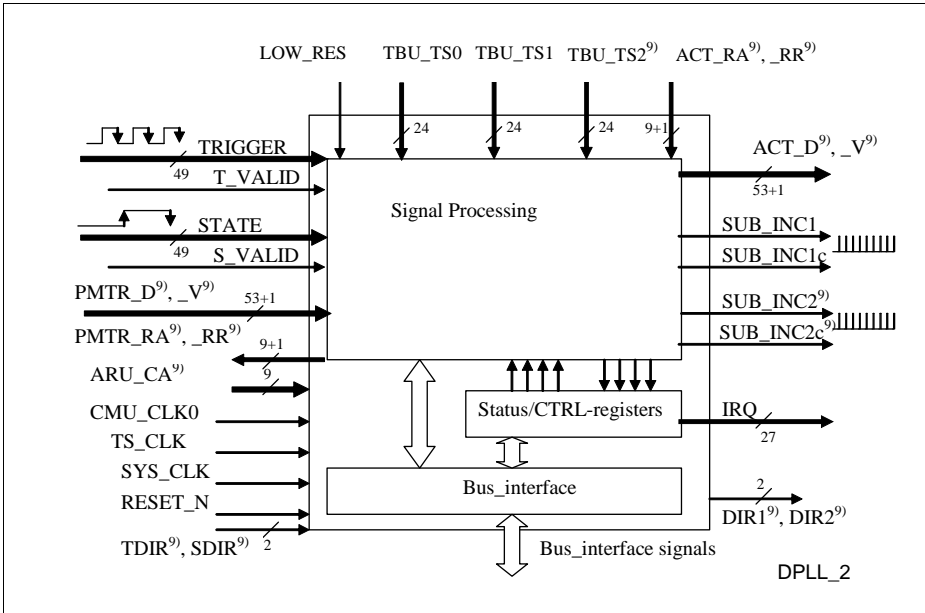 LOW_RES TBU_TS0 TBU_TS1 TBU_TS2⁹⁾ ACT_RA⁹⁾, _RR⁹⁾
24 24 24 9+1
TRIGGER
49
T_VALID
STATE
49
S_VALID
PMTR_D⁹⁾, _V⁹⁾ 53+1
PMTR_RA⁹⁾, _RR⁹⁾
9+1
ARU_CA⁹⁾ 9
CMU_CLK0
TS_CLK
SYS_CLK
RESET_N
TDIR⁹⁾, SDIR⁹⁾ 2
Signal Processing
Status/CTRL-registers
Bus_interface
Bus_interface signals
ACT_D⁹⁾, _V⁹⁾
53+1
SUB_INC1
SUB_INC1c
SUB_INC2⁹⁾
SUB_INC2c⁹⁾
IRQ
27
2
DIR1⁹⁾, DIR2⁹⁾
DPLL_2